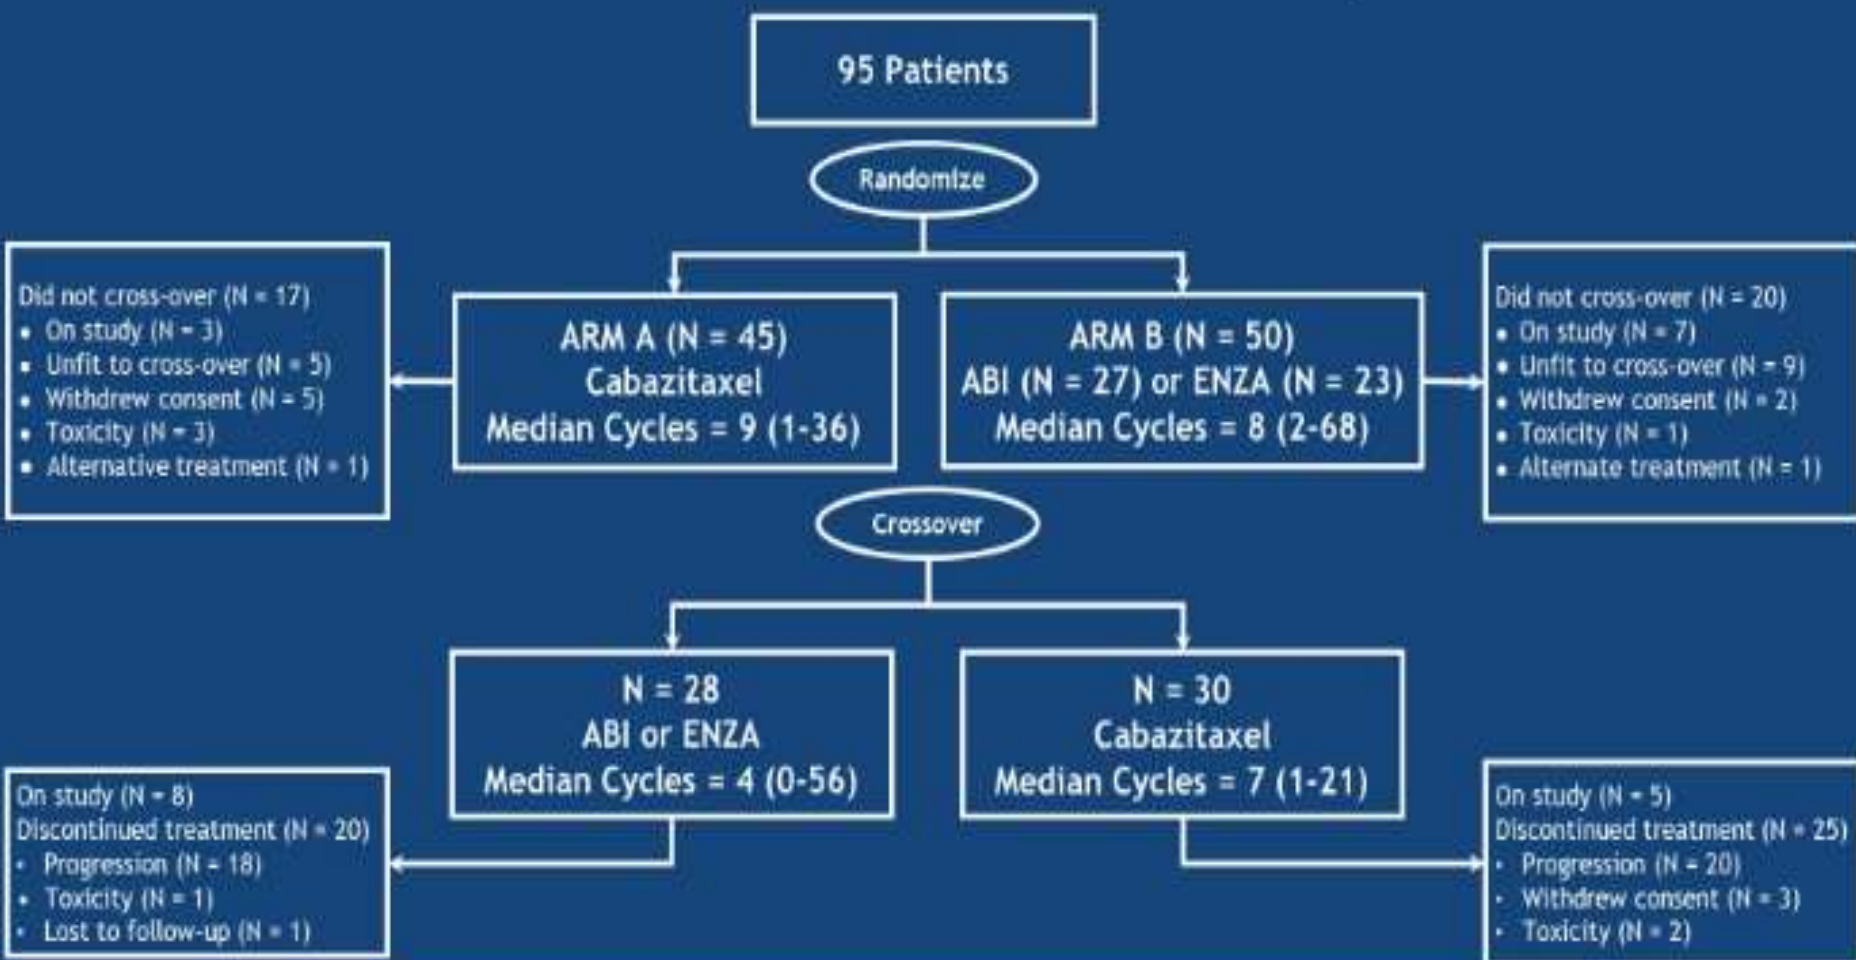 95 Patients
Randomize
Did not cross-over (N = 17)
• On study (N = 3)
• Unfit to cross-over (N = 5)
• Withdrew consent (N = 5)
• Toxicity (N = 3)
• Alternative treatment (N = 1)
ARM A (N = 45)
Cabazitaxel
Median Cycles = 9 (1-36)
ARM B (N = 50)
ABI (N = 27) or ENZA (N = 23)
Median Cycles = 8 (2-68)
Did not cross-over (N = 20)
• On study (N = 7)
• Unfit to cross-over (N = 9)
• Withdrew consent (N = 2)
• Toxicity (N = 1)
• Alternate treatment (N = 1)
Crossover
N = 28
ABI or ENZA
Median Cycles = 4 (0-56)
N = 30
Cabazitaxel
Median Cycles = 7 (1-21)
On study (N = 8)
Discontinued treatment (N = 20)
• Progression (N = 18)
• Toxicity (N = 1)
• Lost to follow-up (N = 1)
On study (N = 5)
Discontinued treatment (N = 25)
• Progression (N = 20)
• Withdrew consent (N = 3)
• Toxicity (N = 2)